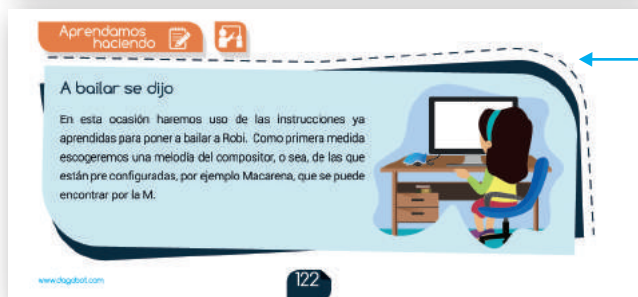 Aprendamos
haciendo
A bailar se dijo
En esta ocasión haremos uso de las instrucciones ya
aprendidas para poner a bailar a Robi. Como primera medida
escogeremos una melodía del compositor, o sea, de las que
están pre configuradas, por ejemplo Macarena, que se puede
encontrar por la M.
www.dagobot.com
122